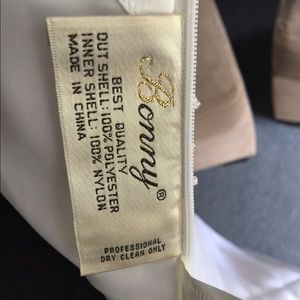 Bonny®
BEST QUALITY
OUT SHELL: 100% POLYESTER
INNER SHELL: 100% NYLON
MADE IN CHINA
PROFESSIONAL
DRY CLEAN ONLY